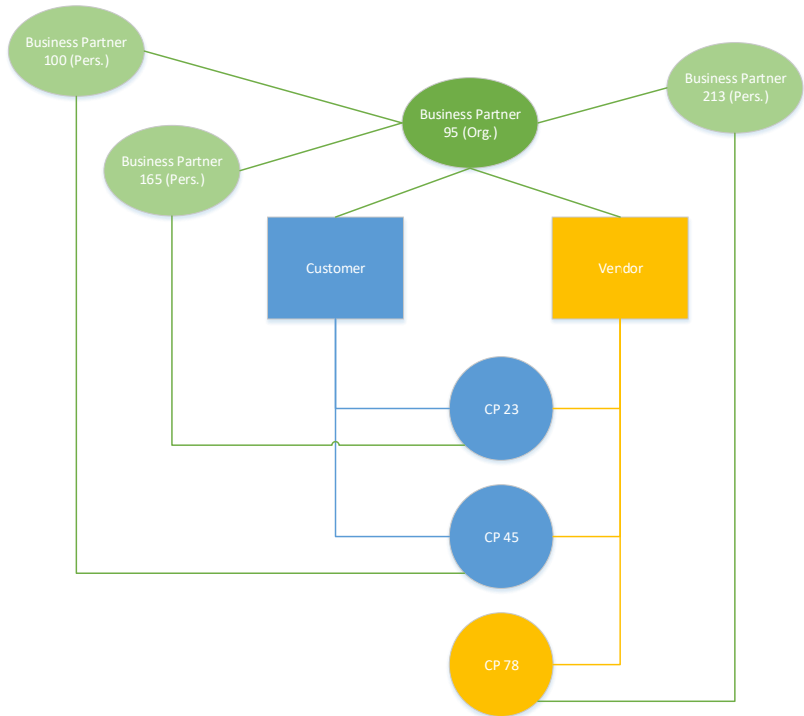 Business Partner
100 (Pers.)
Business Partner
213 (Pers.)
Business Partner
95 (Org.)
Business Partner
165 (Pers.)
Customer
Vendor
CP 23
CP 45
CP 78